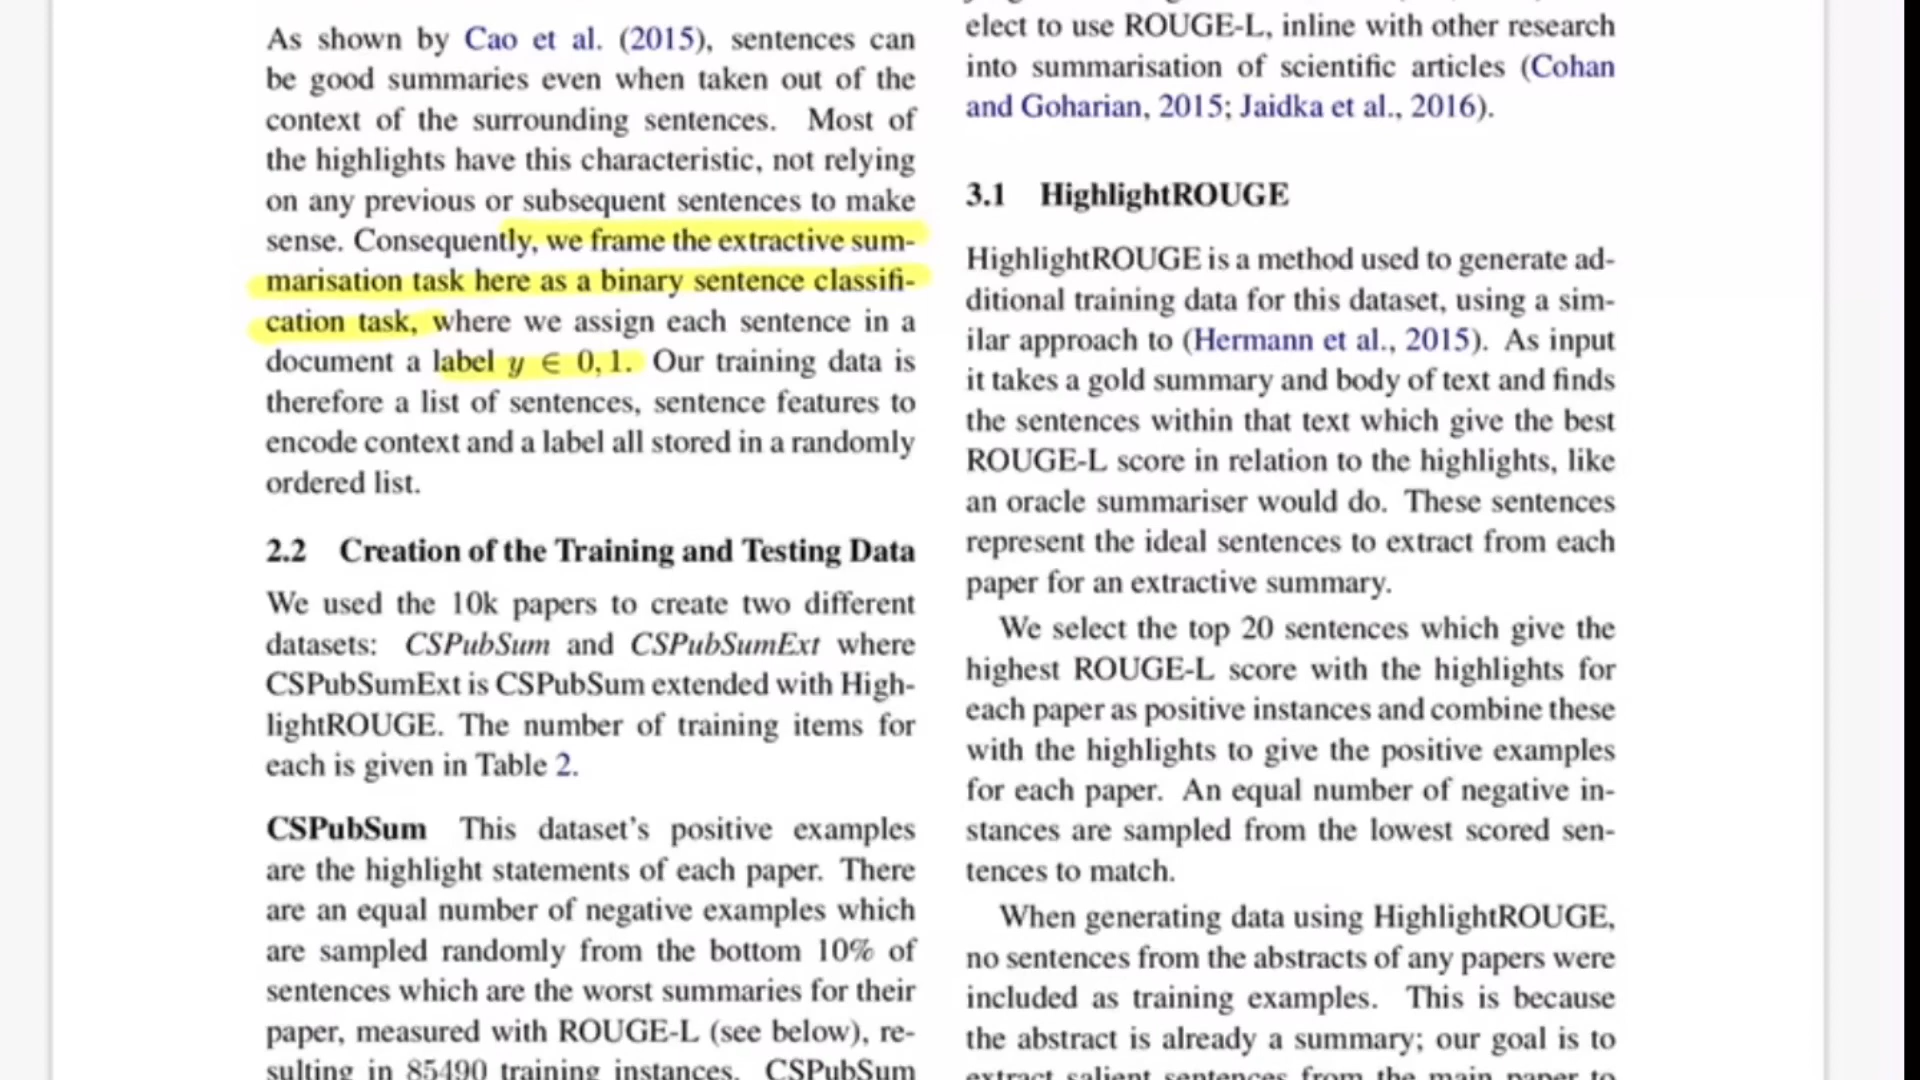 As shown by Cao et al. (2015), sentences can
be good summaries even when taken out of the
context of the surrounding sentences. Most of
the highlights have this characteristic, not relying
on any previous or subsequent sentences to make
sense. Consequently, we frame the extractive sum-
marisation task here as a binary sentence classifi-
cation task, where we assign each sentence in a
document a label y ∈ 0, 1. Our training data is
therefore a list of sentences, sentence features to
encode context and a label all stored in a randomly
ordered list.
2.2 Creation of the Training and Testing Data
We used the 10k papers to create two different
datasets: CSPubSum and CSPubSumExt where
CSPubSumExt is CSPubSum extended with High-
lightROUGE. The number of training items for
each is given in Table 2.
CSPubSum This dataset's positive examples
are the highlight statements of each paper. There
are an equal number of negative examples which
are sampled randomly from the bottom 10% of
sentences which are the worst summaries for their
paper, measured with ROUGE-L (see below), re-
sulting in 85490 training instances. CSPubSum
elect to use ROUGE-L, inline with other research
into summarisation of scientific articles (Cohan
and Goharian, 2015; Jaidka et al., 2016).
3.1 HighlightROUGE
HighlightROUGE is a method used to generate ad-
ditional training data for this dataset, using a sim-
ilar approach to (Hermann et al., 2015). As input
it takes a gold summary and body of text and finds
the sentences within that text which give the best
ROUGE-L score in relation to the highlights, like
an oracle summariser would do. These sentences
represent the ideal sentences to extract from each
paper for an extractive summary.
We select the top 20 sentences which give the
highest ROUGE-L score with the highlights for
each paper as positive instances and combine these
with the highlights to give the positive examples
for each paper. An equal number of negative in-
stances are sampled from the lowest scored sen-
tences to match.
When generating data using HighlightROUGE,
no sentences from the abstracts of any papers were
included as training examples. This is because
the abstract is already a summary; our goal is to
extract salient sentences from the main paper to